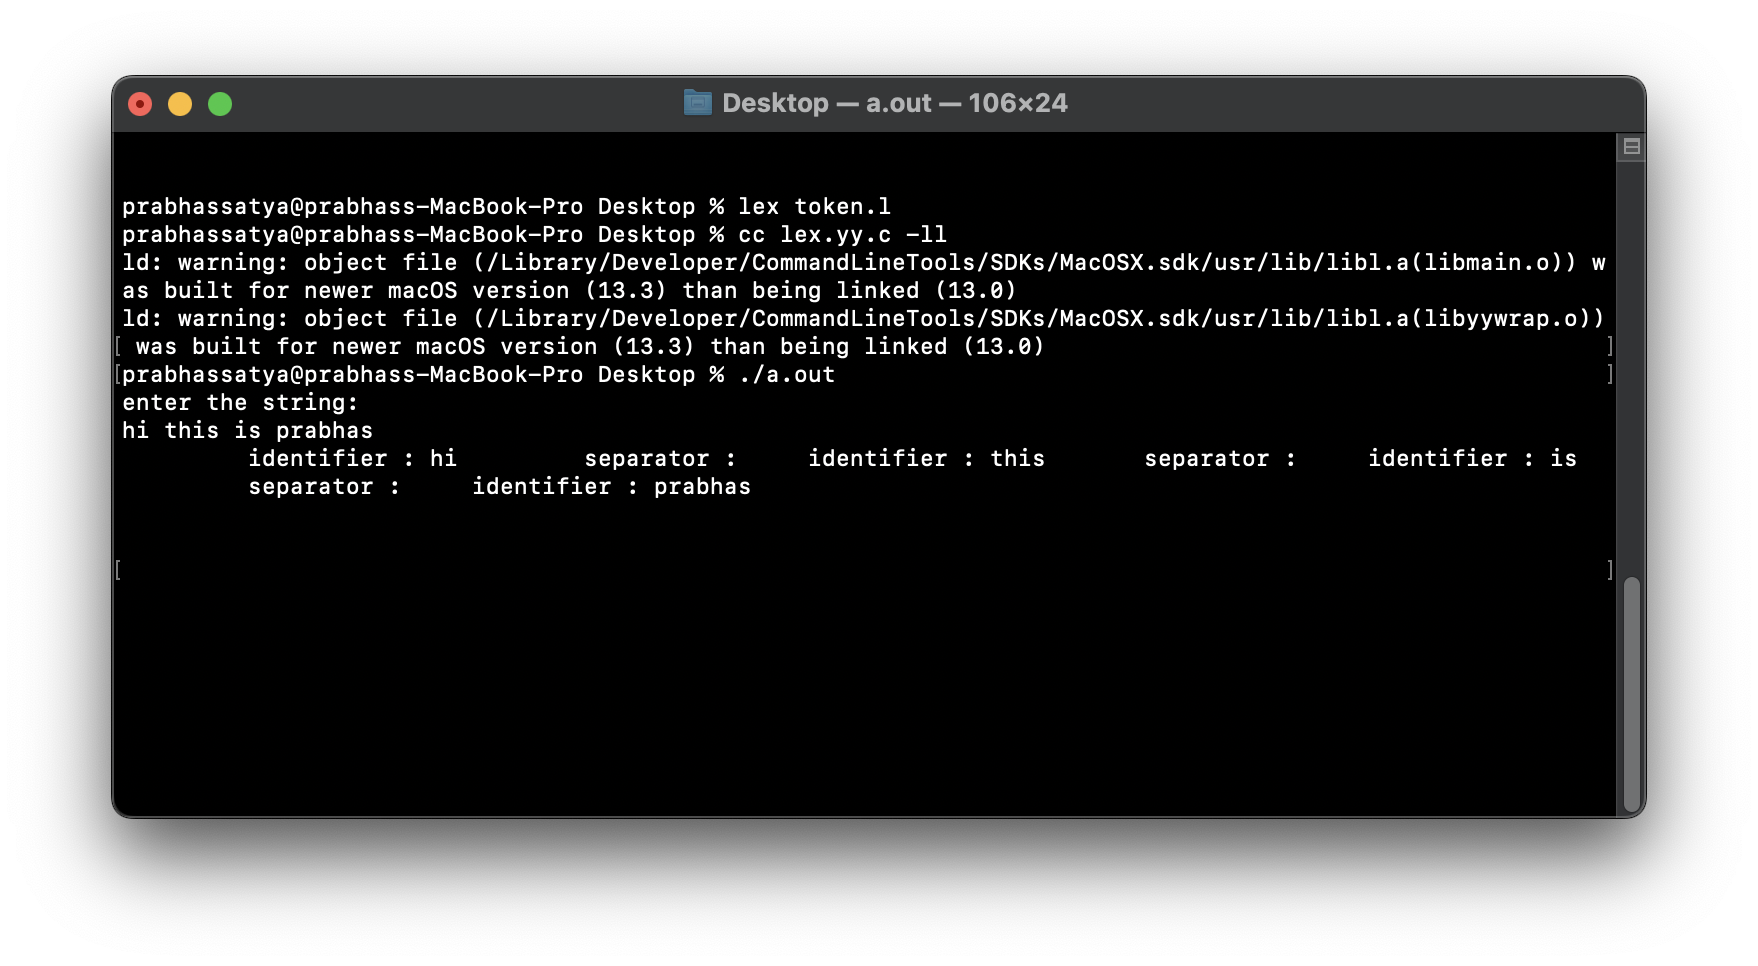 Desktop — a.out — 106×24
prabhassatya@prabhass-MacBook-Pro Desktop % lex token.l
prabhassatya@prabhass-MacBook-Pro Desktop % cc lex.yy.c -ll
ld: warning: object file (/Library/Developer/CommandLineTools/SDKs/MacOSX.sdk/usr/lib/libl.a(libmain.o)) w
as built for newer macOS version (13.3) than being linked (13.0)
ld: warning: object file (/Library/Developer/CommandLineTools/SDKs/MacOSX.sdk/usr/lib/libl.a(libyywrap.o))
[ was built for newer macOS version (13.3) than being linked (13.0) ]
[prabhassatya@prabhass-MacBook-Pro Desktop % ./a.out ]
enter the string:
hi this is prabhas
identifier : hi separator : identifier : this separator : identifier : is
separator : identifier : prabhas
[ ]